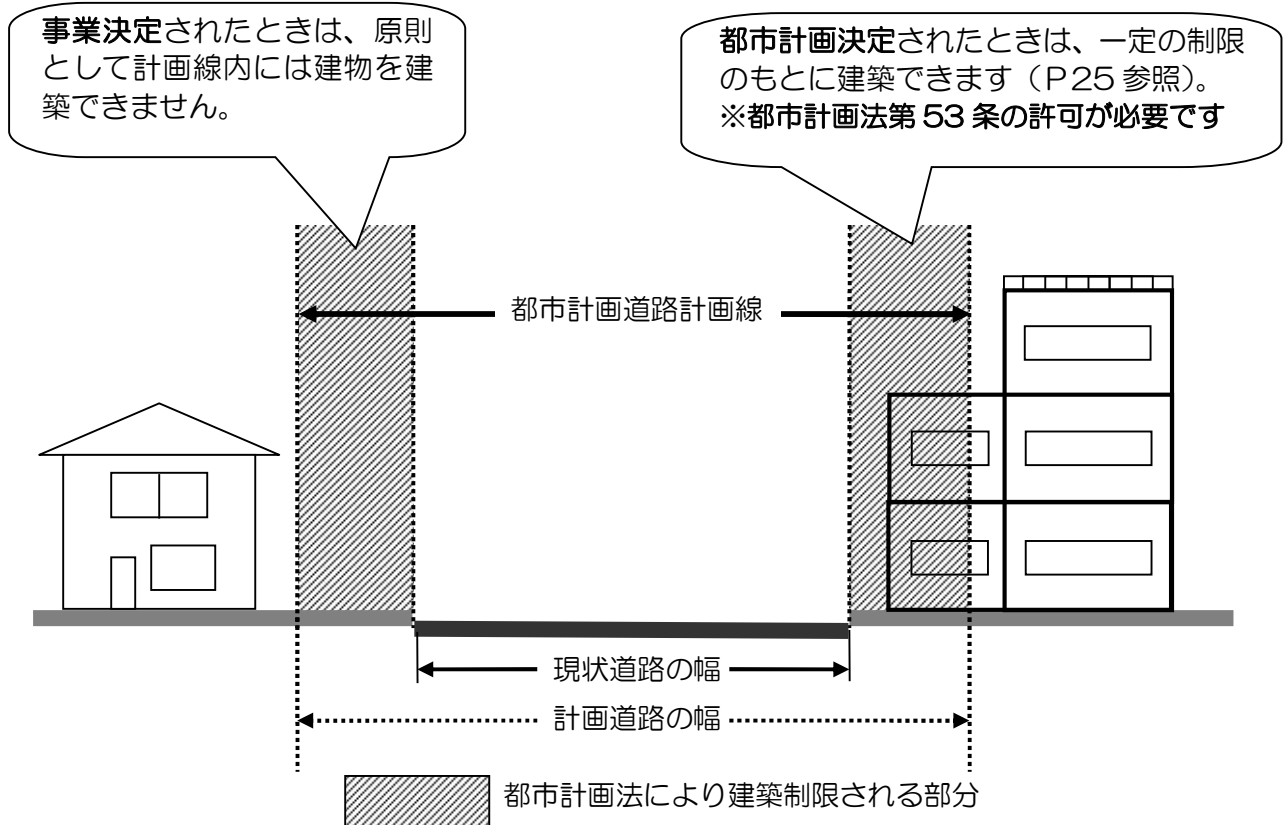 事業決定されたときは、原則
として計画線内には建物を建
築できません。
都市計画決定されたときは、一定の制限
のもとに建築できます（P25 参照）。
※都市計画法第 53 条の許可が必要です
都市計画道路計画線
現状道路の幅
計画道路の幅
都市計画法により建築制限される部分